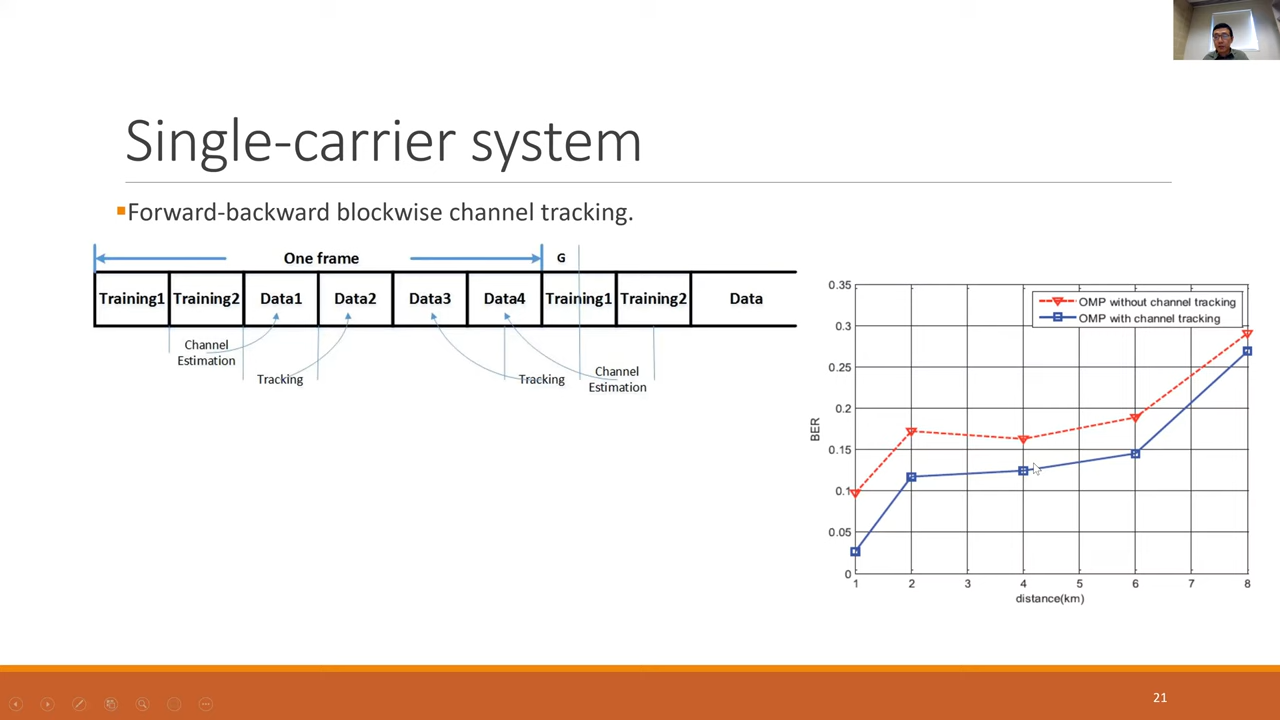 Single-carrier system
Forward-backward blockwise channel tracking.
One frame
G
Training1 Training2 Data1 Data2 Data3 Data4 Training1 Training2 Data
Channel
Estimation
Tracking
Tracking
Channel
Estimation
OMP without channel tracking
OMP with channel tracking
BER
0.35
0.3
0.25
0.2
0.15
0.1
0.05
0
1 2 3 4 5 6 7 8
distance(km)
21